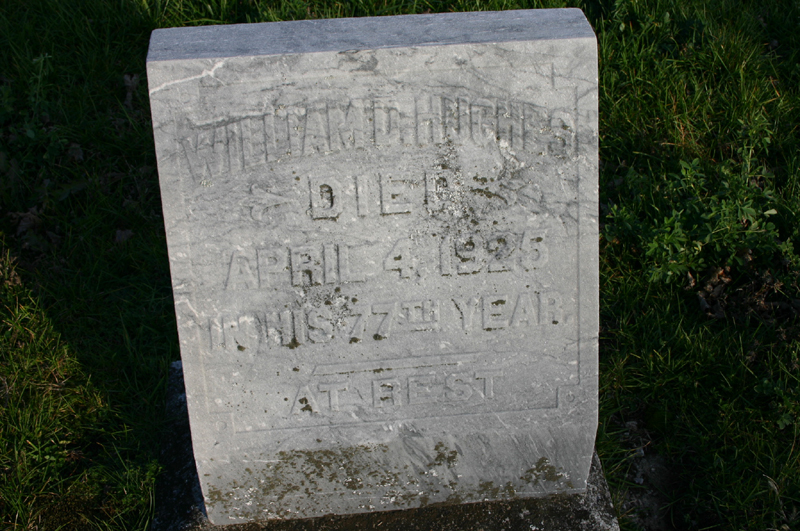 WILLIAM D. HUGHES
DIED
APRIL 4, 1925
IN HIS 77TH YEAR.
AT REST